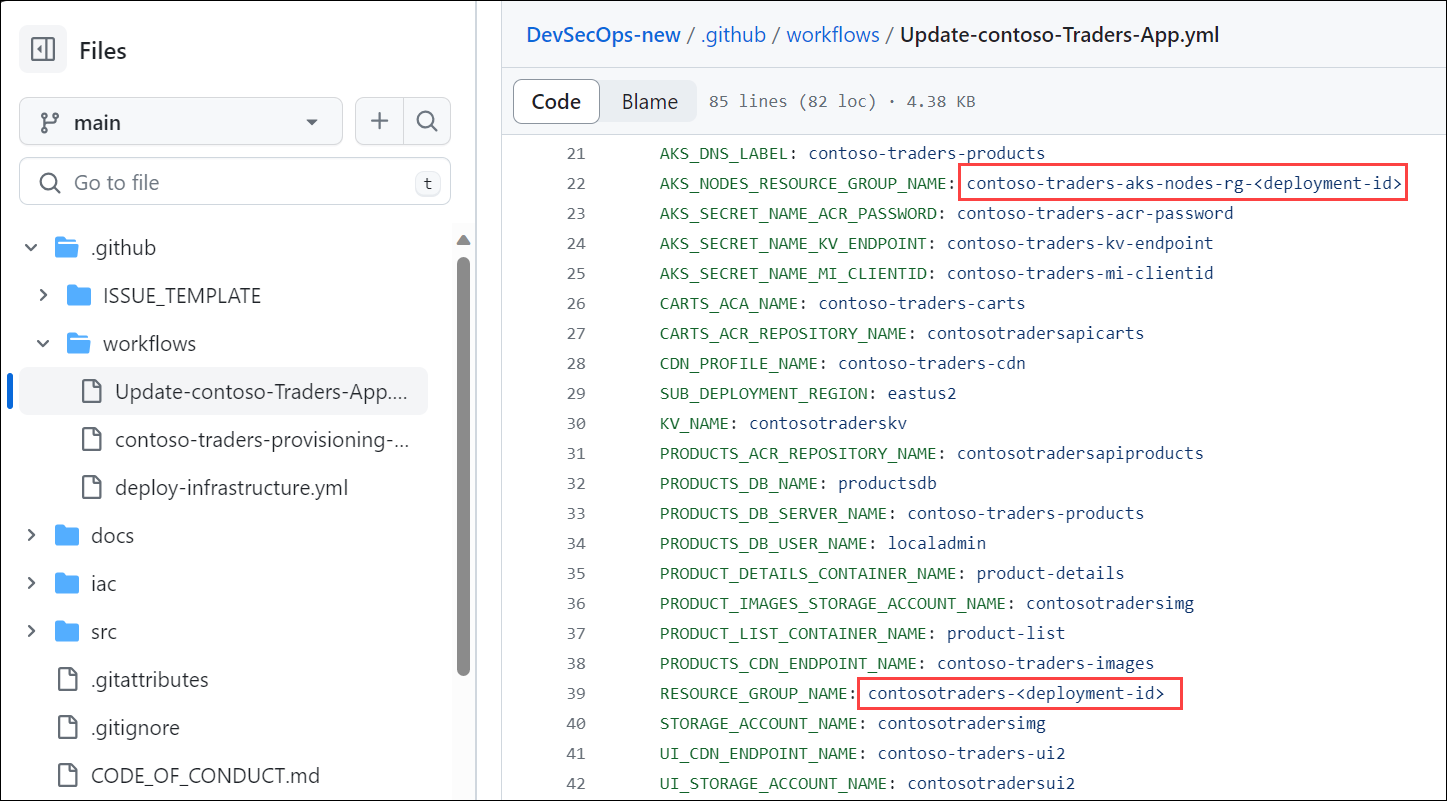 Files
main
Go to file
t
.github
ISSUE_TEMPLATE
workflows
Update-contoso-Traders-App....
contoso-traders-provisioning-...
deploy-infrastructure.yml
docs
iac
src
.gitattributes
.gitignore
CODE_OF_CONDUCT.md
DevSecOps-new / .github / workflows / Update-contoso-Traders-App.yml
Code Blame 85 lines (82 loc) · 4.38 KB
21 AKS_DNS_LABEL: contoso-traders-products
22 AKS_NODES_RESOURCE_GROUP_NAME: contoso-traders-aks-nodes-rg-<deployment-id>
23 AKS_SECRET_NAME_ACR_PASSWORD: contoso-traders-acr-password
24 AKS_SECRET_NAME_KV_ENDPOINT: contoso-traders-kv-endpoint
25 AKS_SECRET_NAME_MI_CLIENTID: contoso-traders-mi-clientid
26 CARTS_ACA_NAME: contoso-traders-carts
27 CARTS_ACR_REPOSITORY_NAME: contosotradersapicarts
28 CDN_PROFILE_NAME: contoso-traders-cdn
29 SUB_DEPLOYMENT_REGION: eastus2
30 KV_NAME: contosotraderskv
31 PRODUCTS_ACR_REPOSITORY_NAME: contosotradersapiproducts
32 PRODUCTS_DB_NAME: productsdb
33 PRODUCTS_DB_SERVER_NAME: contoso-traders-products
34 PRODUCTS_DB_USER_NAME: localadmin
35 PRODUCT_DETAILS_CONTAINER_NAME: product-details
36 PRODUCT_IMAGES_STORAGE_ACCOUNT_NAME: contosotradersimg
37 PRODUCT_LIST_CONTAINER_NAME: product-list
38 PRODUCTS_CDN_ENDPOINT_NAME: contoso-traders-images
39 RESOURCE_GROUP_NAME: contosotraders-<deployment-id>
40 STORAGE_ACCOUNT_NAME: contosotradersimg
41 UI_CDN_ENDPOINT_NAME: contoso-traders-ui2
42 UI_STORAGE_ACCOUNT_NAME: contosotradersui2